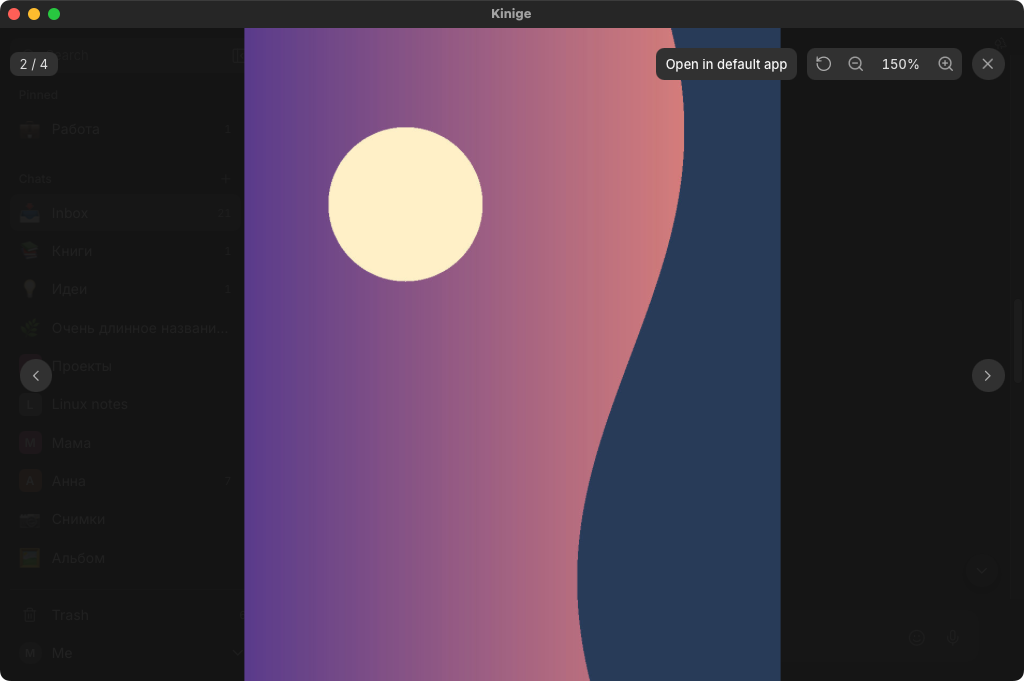 Kinige
2 / 4
Open in default app
150%
Pinned
Работа
Chats
Inbox
Книги
Идеи
Очень длинное названи...
Проекты
L Linux notes
М Мама
А Анна
Снимки
Альбом
Trash
M Me